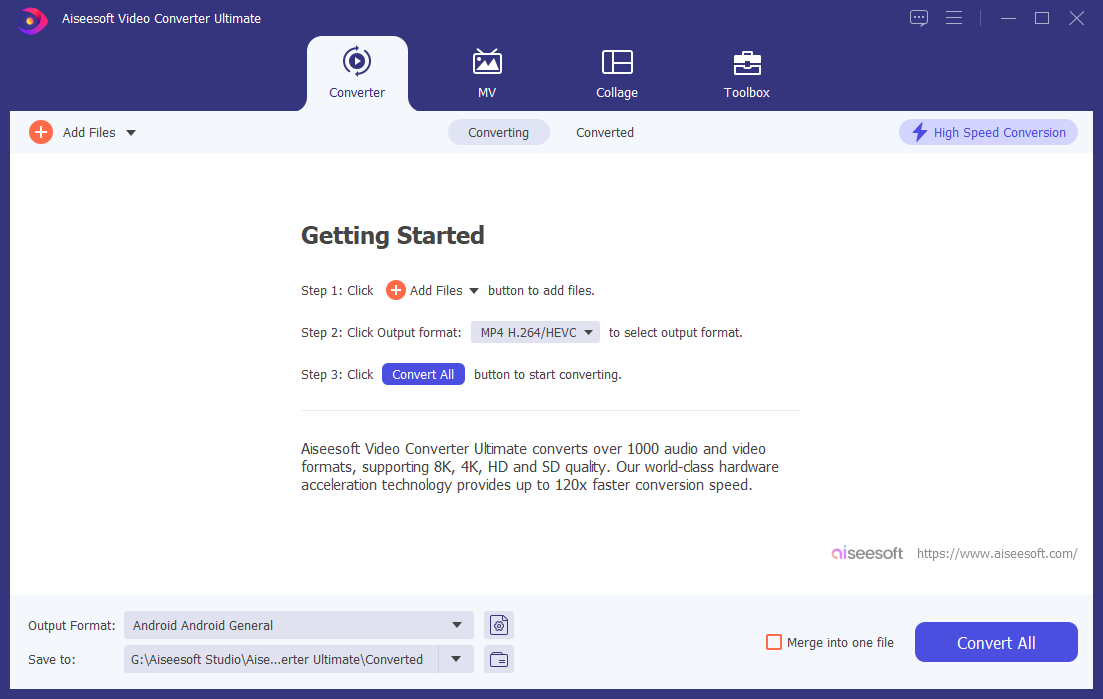 Aiseesoft Video Converter Ultimate
Converter
MV
Collage
Toolbox
Add Files
Converting
Converted
High Speed Conversion
Getting Started
Step 1: Click Add Files button to add files.
Step 2: Click Output format: MP4 H.264/HEVC to select output format.
Step 3: Click Convert All button to start converting.
Aiseesoft Video Converter Ultimate converts over 1000 audio and video
formats, supporting 8K, 4K, HD and SD quality. Our world-class hardware
acceleration technology provides up to 120x faster conversion speed.
aiseesoft https://www.aiseesoft.com/
Output Format: Android Android General
Save to: G:\Aiseesoft Studio\Aise...erter Ultimate\Converted
Merge into one file
Convert All